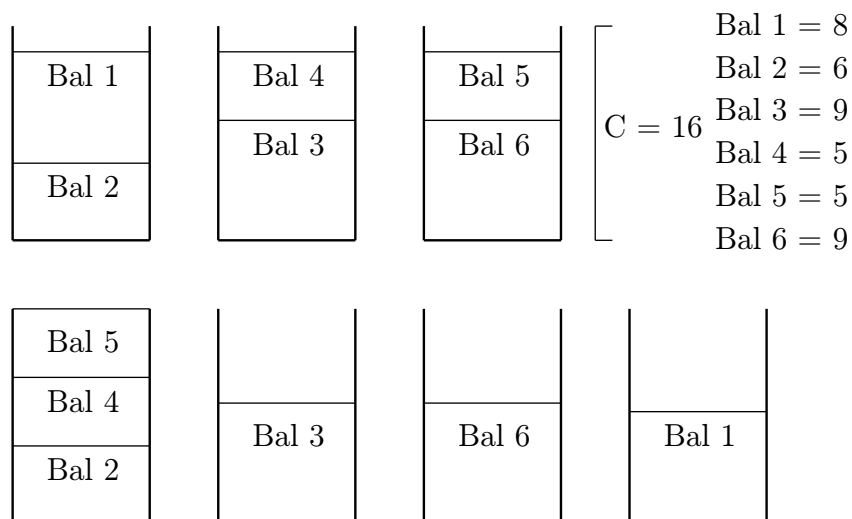 Bal 1
Bal 2
Bal 4
Bal 3
Bal 5
Bal 6
C = 16
Bal 1 = 8
Bal 2 = 6
Bal 3 = 9
Bal 4 = 5
Bal 5 = 5
Bal 6 = 9
Bal 5
Bal 4
Bal 2
Bal 3
Bal 6
Bal 1